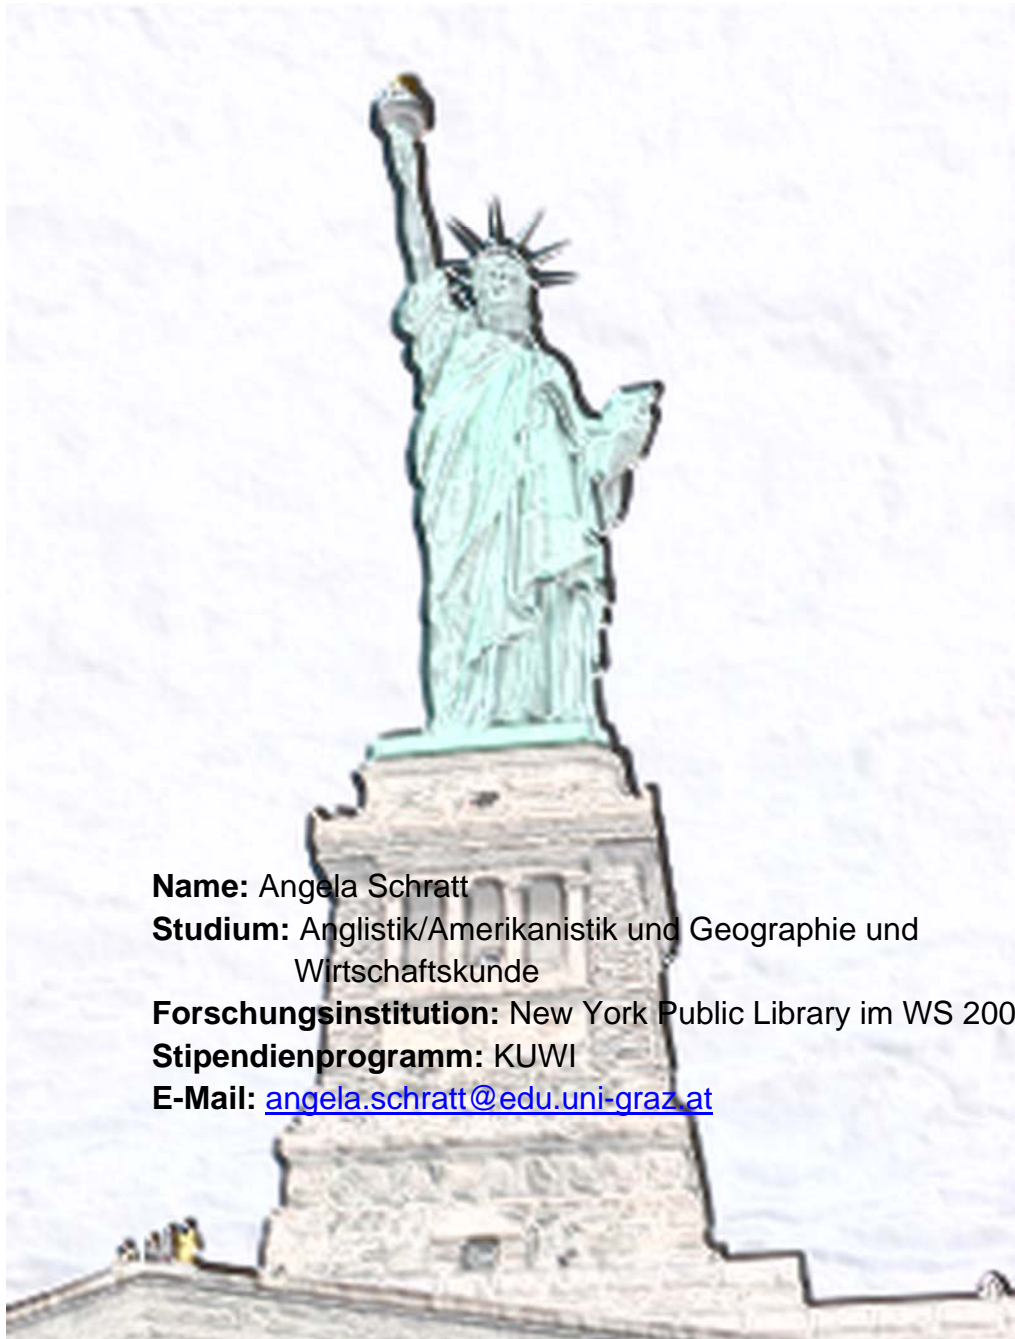 Name: Angela Schratt
Studium: Anglistik/Amerikanistik und Geographie und
Wirtschaftskunde
Forschungsinstitution: New York Public Library im WS 200
Stipendienprogramm: KUWI
E-Mail: angela.schratt@edu.uni-graz.at